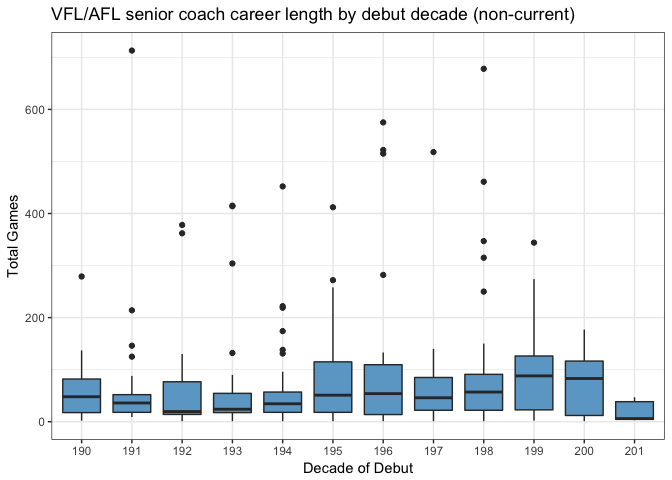 VFL/AFL senior coach career length by debut decade (non-current)
Total Games
600
400
200
0
190 191 192 193 194 195 196 197 198 199 200 201
Decade of Debut